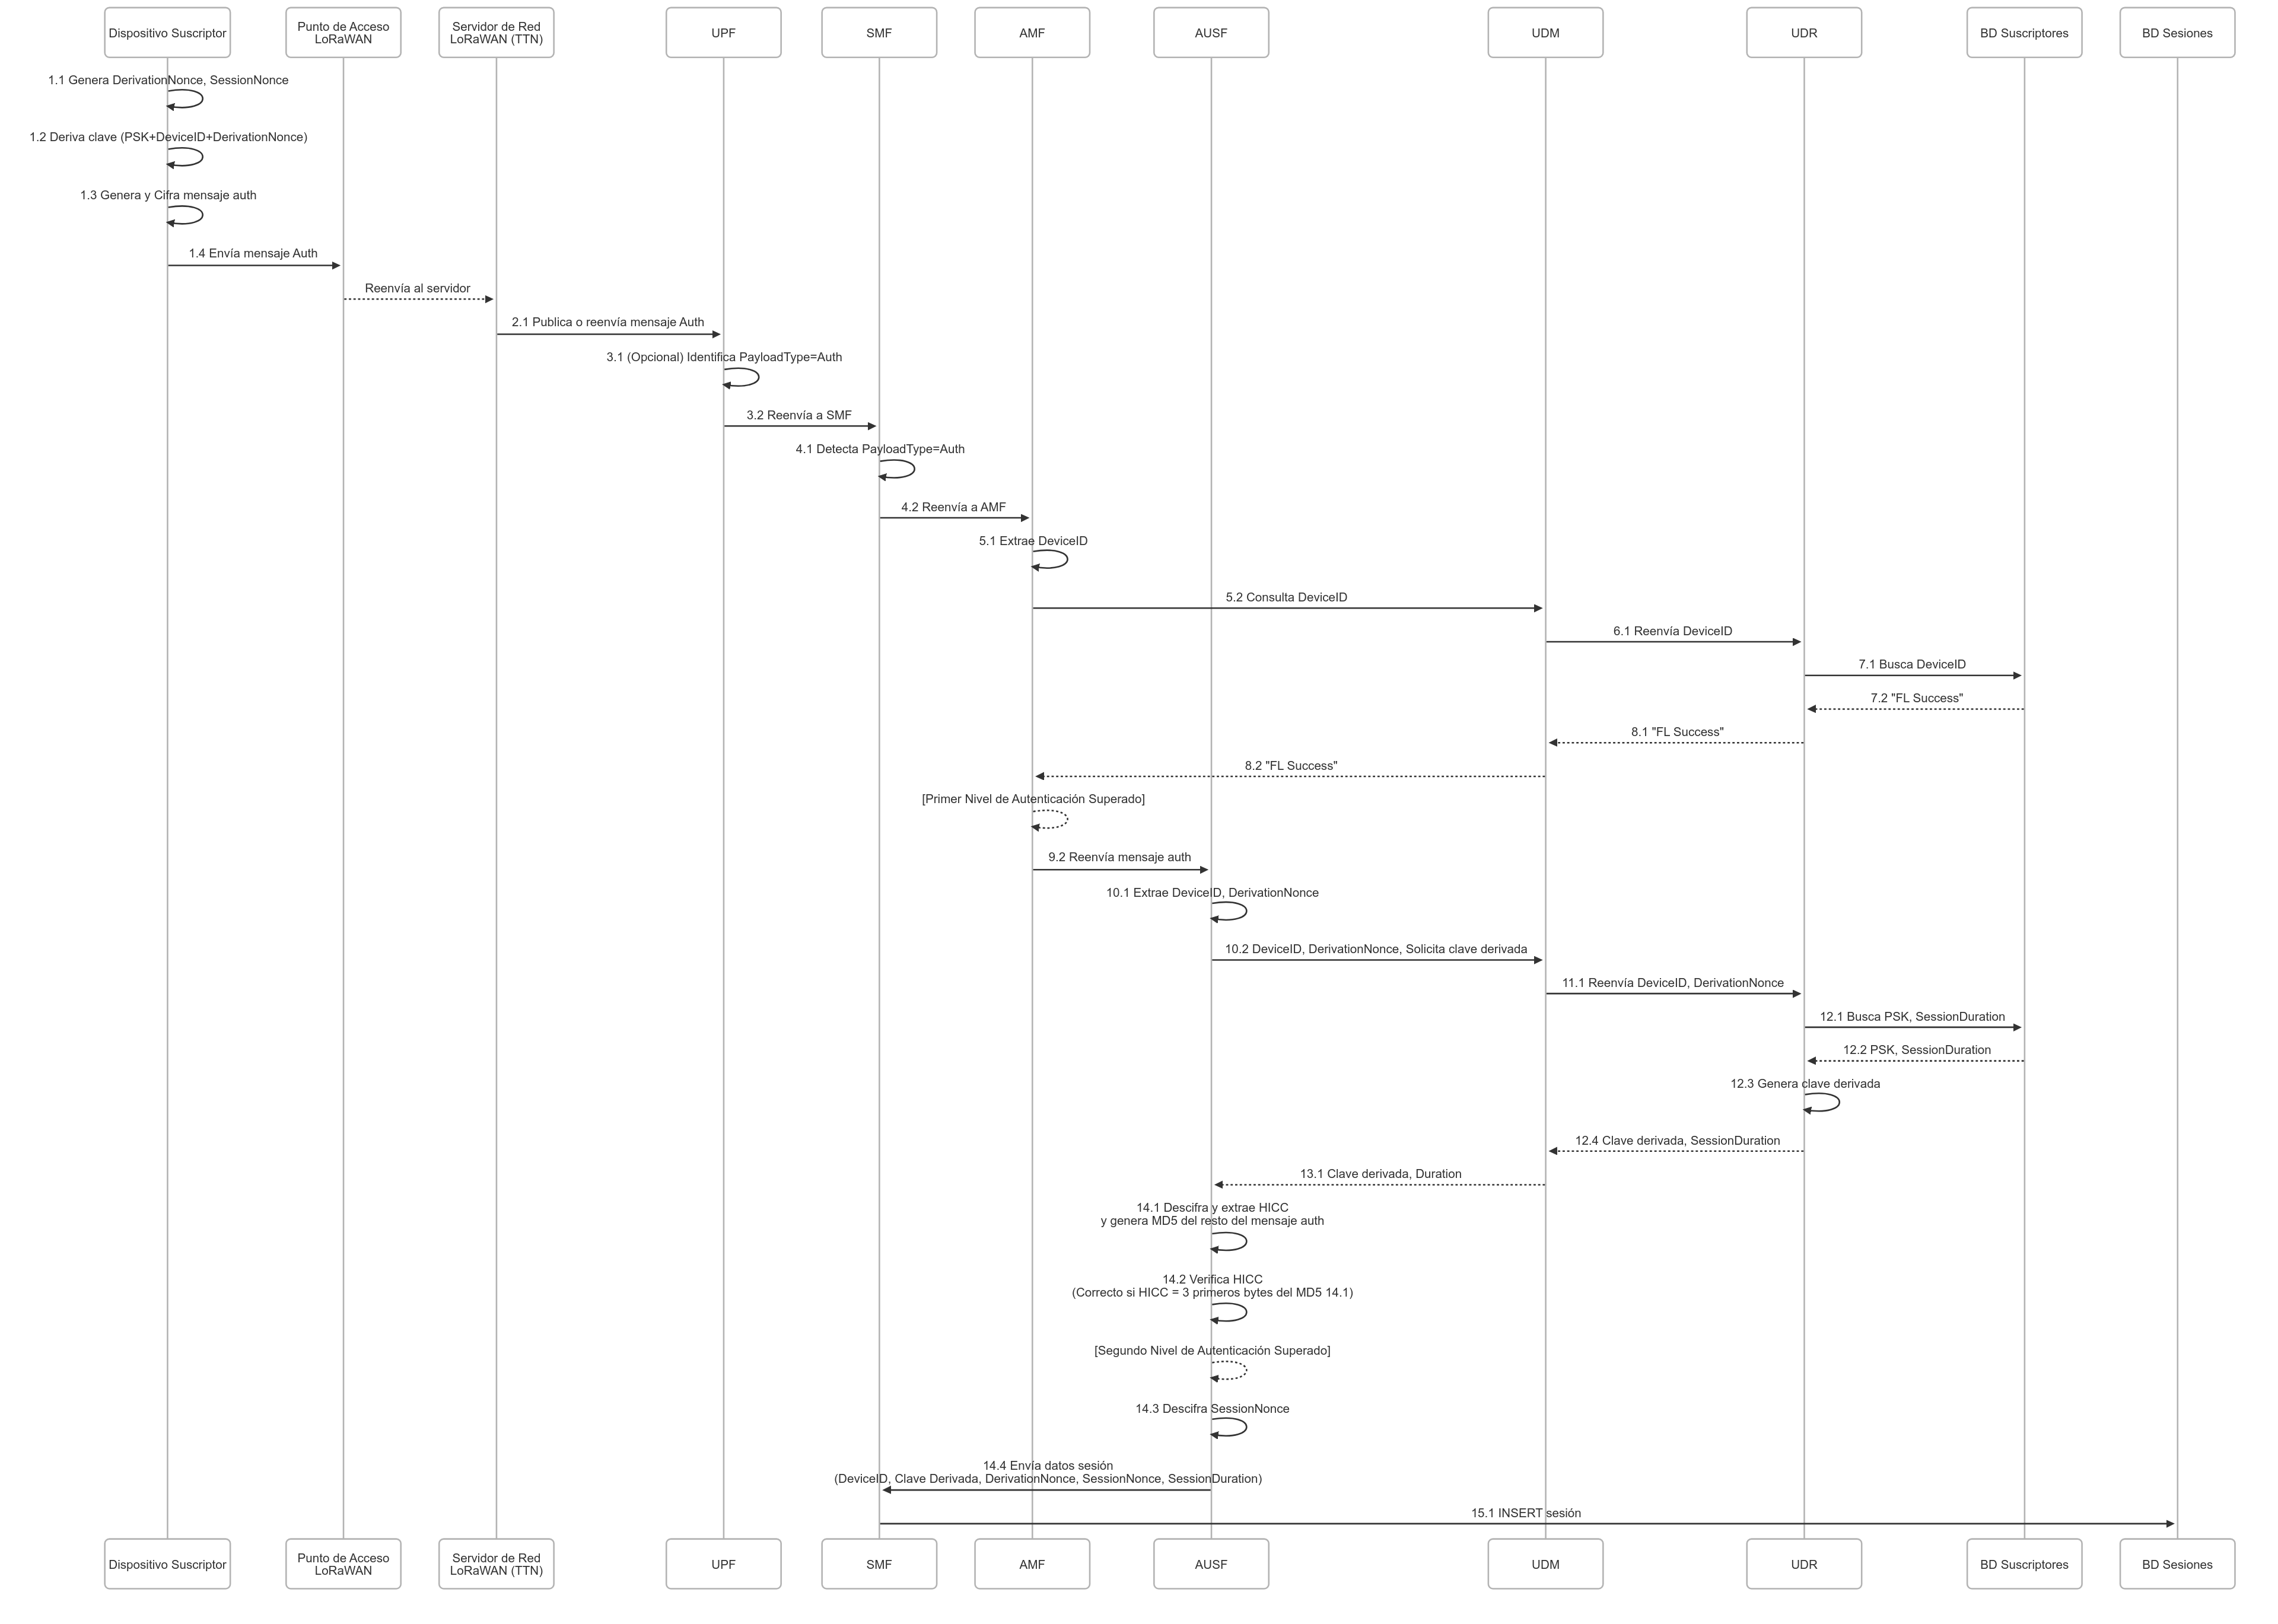 Dispositivo Suscriptor
Punto de Acceso
LoRaWAN
Servidor de Red
LoRaWAN (TTN)
UPF
SMF
AMF
AUSF
UDM
UDR
BD Suscriptores
BD Sesiones
1.1 Genera DerivationNonce, SessionNonce
1.2 Deriva clave (PSK+DeviceID+DerivationNonce)
1.3 Genera y Cifra mensaje auth
1.4 Envía mensaje Auth
Reenvía al servidor
2.1 Publica o reenvía mensaje Auth
3.1 (Opcional) Identifica PayloadType=Auth
3.2 Reenvía a SMF
4.1 Detecta PayloadType=Auth
4.2 Reenvía a AMF
5.1 Extrae DeviceID
5.2 Consulta DeviceID
6.1 Reenvía DeviceID
7.1 Busca DeviceID
7.2 "FL Success"
8.1 "FL Success"
8.2 "FL Success"
[Primer Nivel de Autenticación Superado]
9.2 Reenvía mensaje auth
10.1 Extrae DeviceID, DerivationNonce
10.2 DeviceID, DerivationNonce, Solicita clave derivada
11.1 Reenvía DeviceID, DerivationNonce
12.1 Busca PSK, SessionDuration
12.2 PSK, SessionDuration
12.3 Genera clave derivada
12.4 Clave derivada, SessionDuration
13.1 Clave derivada, Duration
14.1 Descifra y extrae HICC
y genera MD5 del resto del mensaje auth
14.2 Verifica HICC
(Correcto si HICC = 3 primeros bytes del MD5 14.1)
[Segundo Nivel de Autenticación Superado]
14.3 Descifra SessionNonce
14.4 Envía datos sesión
(DeviceID, Clave Derivada, DerivationNonce, SessionNonce, SessionDuration)
15.1 INSERT sesión
Dispositivo Suscriptor
Punto de Acceso
LoRaWAN
Servidor de Red
LoRaWAN (TTN)
UPF
SMF
AMF
AUSF
UDM
UDR
BD Suscriptores
BD Sesiones